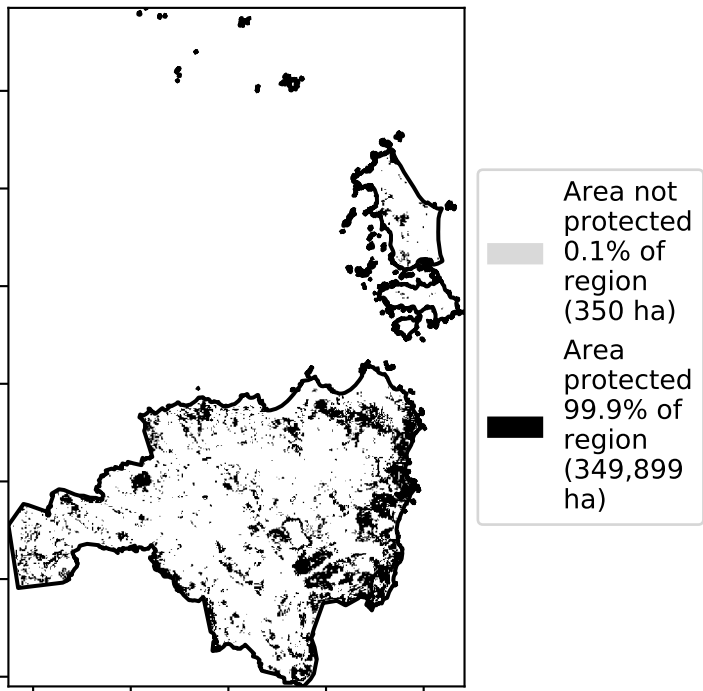 Area not
protected
0.1% of
region
(350 ha)
Area
protected
99.9% of
region
(349,899
ha)